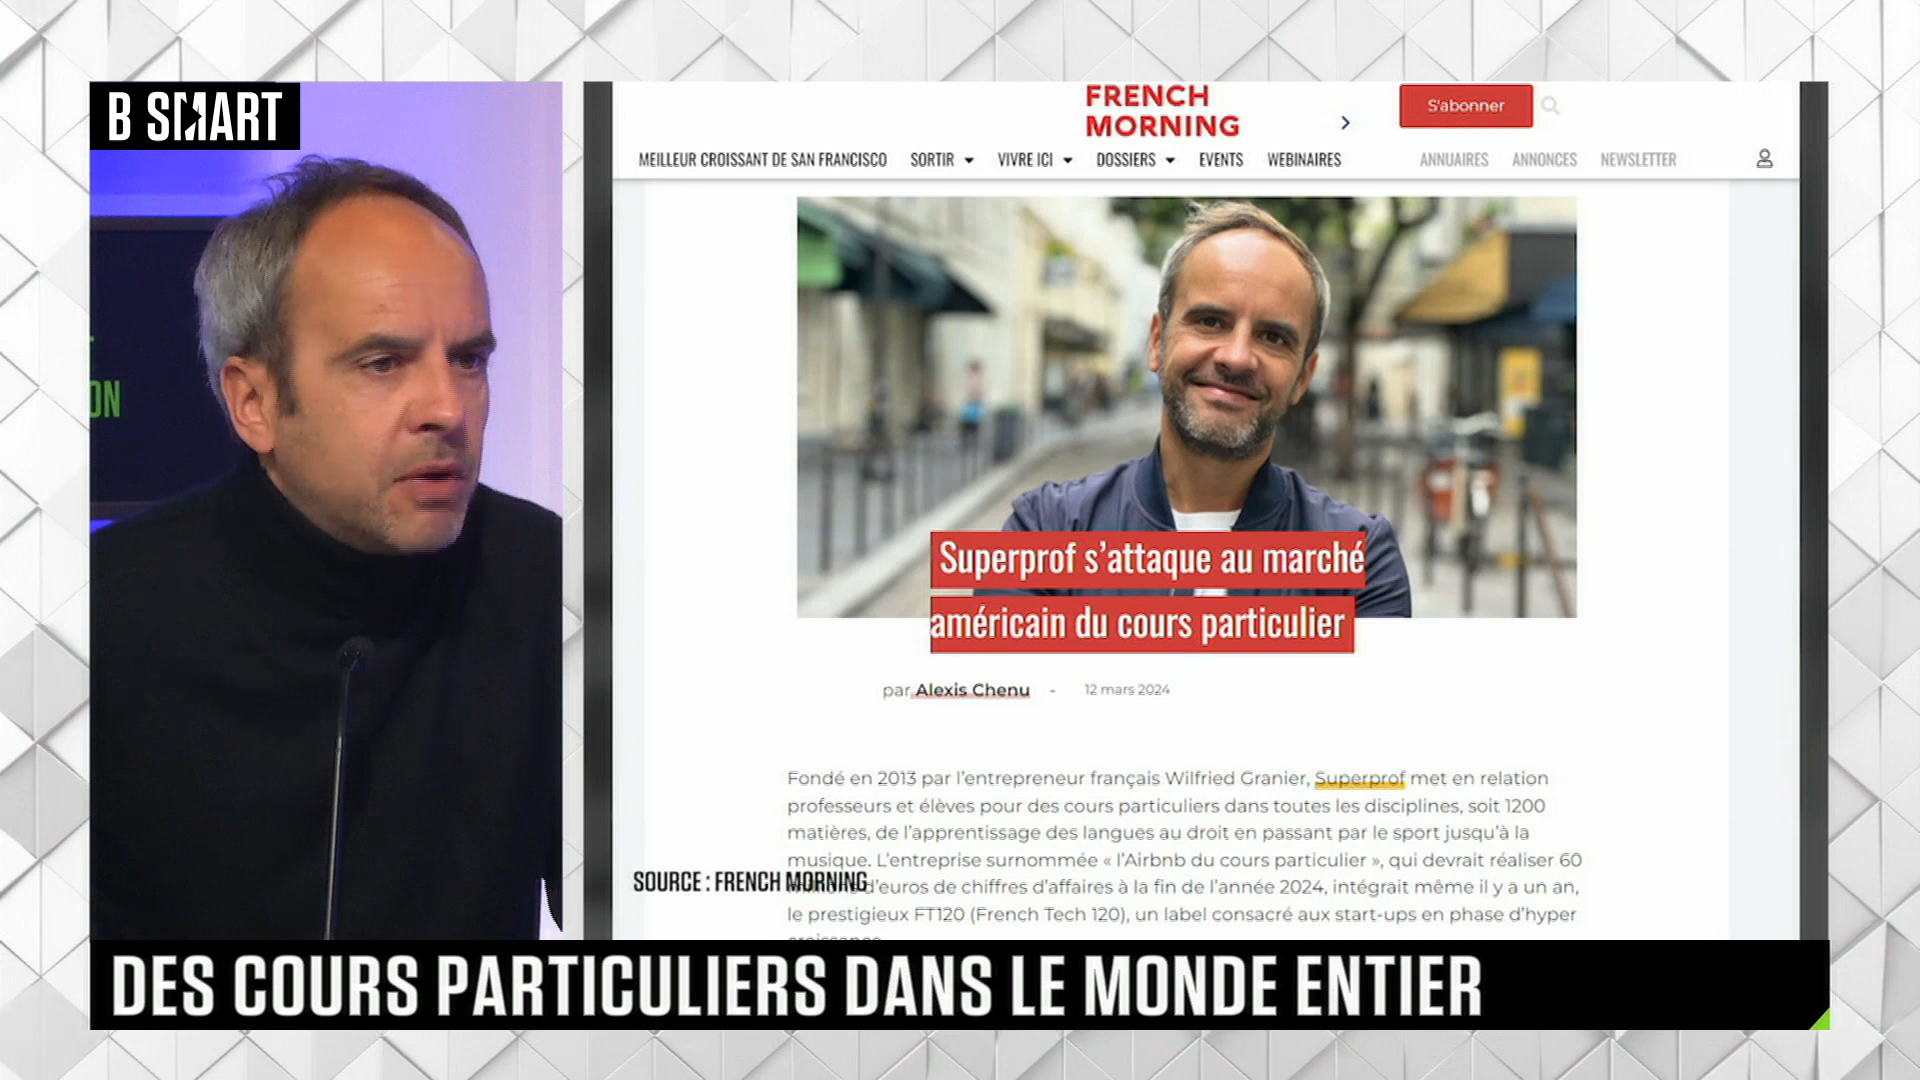 B SMART
ON
FRENCH
MORNING
S'abonner
MEILLEUR CROISSANT DE SAN FRANCISCO SORTIR VIVRE ICI DOSSIERS EVENTS WEBINAIRES ANNUAIRES ANNONCES NEWSLETTER
Superprof s’attaque au marché
américain du cours particulier
par Alexis Chenu - 12 mars 2024
Fondé en 2013 par l’entrepreneur français Wilfried Granier, Superprof met en relation
professeurs et élèves pour des cours particuliers dans toutes les disciplines, soit 1200
matières, de l’apprentissage des langues au droit en passant par le sport jusqu’à la
musique. L’entreprise surnommée « l’Airbnb du cours particulier », qui devrait réaliser 60
millions d’euros de chiffres d’affaires à la fin de l’année 2024, intégrait même il y a un an,
le prestigieux FT120 (French Tech 120), un label consacré aux start-ups en phase d’hyper
croissance
SOURCE : FRENCH MORNING
DES COURS PARTICULIERS DANS LE MONDE ENTIER